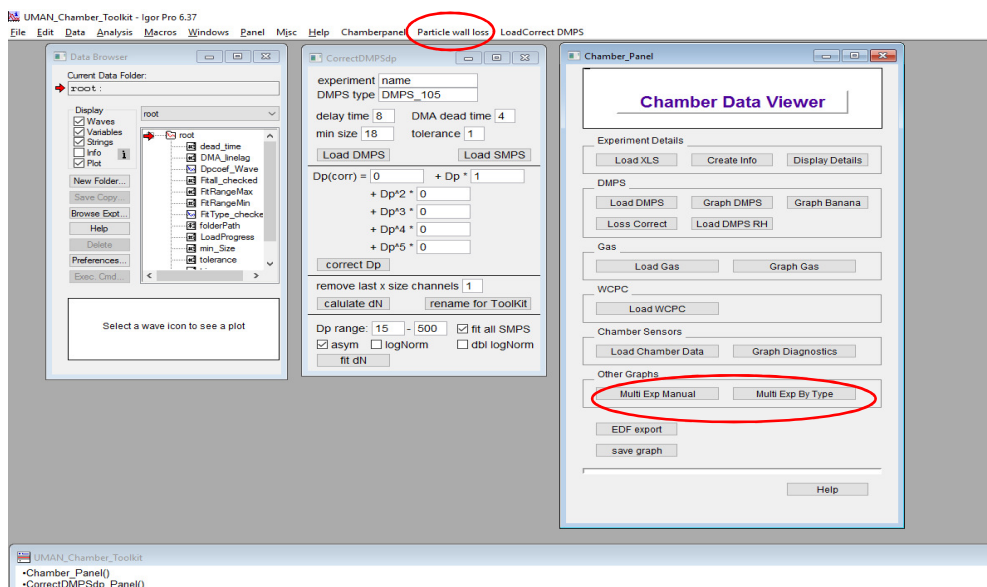 UMAN_Chamber_Toolkit - Igor Pro 6.37
File Edit Data Analysis Macros Windows Panel Misc Help Chamberpanel Particle wall loss LoadCorrect DMPS
Data Browser
Current Data Folder:
root:
Display
Waves
Variables
Strings
Info
Plot
root
root
dead_time
DMA_linelag
Dpcoef_Wave
Fitall_checked
FitRangeMax
FitRangeMin
FitType_checke
folderPath
LoadProgress
min_Size
tolerance
New Folder...
Save Copy...
Browse Expt...
Help
Delete
Preferences...
Exec. Cmd...
Select a wave icon to see a plot
CorrectDMPSdp
experiment name
DMPS type DMPS_105
delay time 8 DMA dead time 4
min size 18 tolerance 1
Load DMPS Load SMPS
Dp(corr) = 0 + Dp * 1
+ Dp^2 * 0
+ Dp^3 * 0
+ Dp^4 * 0
+ Dp^5 * 0
correct Dp
remove last x size channels 1
calulate dN rename for ToolKit
Dp range: 15 - 500 fit all SMPS
asym logNorm dbl logNorm
fit dN
Chamber_Panel
Chamber Data Viewer
Experiment Details
Load XLS Create Info Display Details
DMPS
Load DMPS Graph DMPS Graph Banana
Loss Correct Load DMPS RH
Gas
Load Gas Graph Gas
WCPC
Load WCPC
Chamber Sensors
Load Chamber Data Graph Diagnostics
Other Graphs
Multi Exp Manual Multi Exp By Type
EDF export
save graph
Help
UMAN_Chamber_Toolkit
•Chamber_Panel()
•CorrectDMPSdp_Panel()